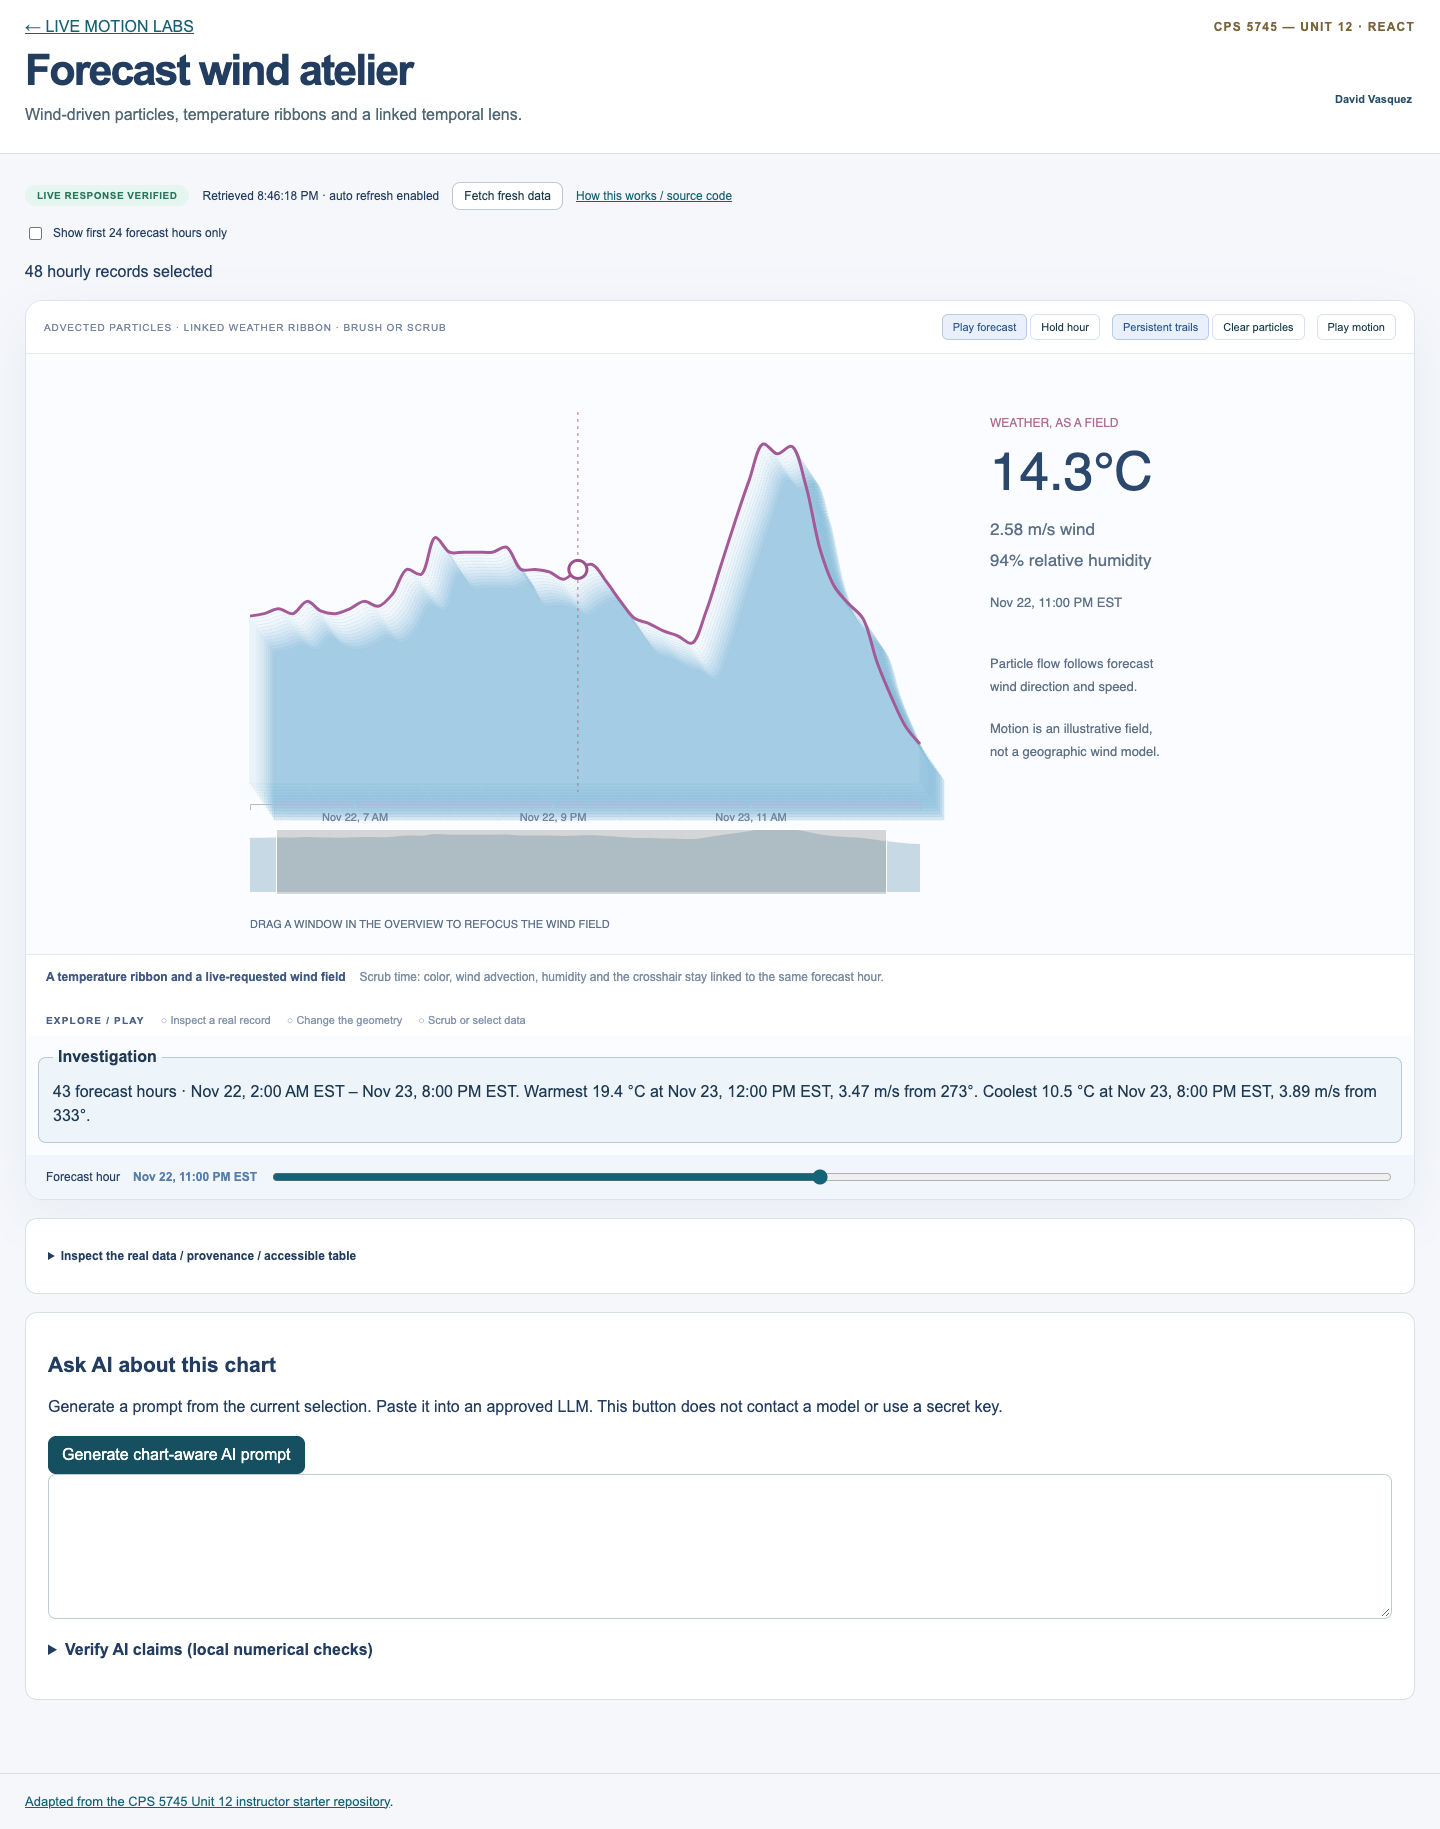 ← LIVE MOTION LABS
CPS 5745 — UNIT 12 · REACT
Forecast wind atelier
David Vasquez
Wind-driven particles, temperature ribbons and a linked temporal lens.
LIVE RESPONSE VERIFIED
Retrieved 8:46:18 PM · auto refresh enabled
Fetch fresh data
How this works / source code
Show first 24 forecast hours only
48 hourly records selected
ADVECTED PARTICLES · LINKED WEATHER RIBBON · BRUSH OR SCRUB
Play forecast
Hold hour
Persistent trails
Clear particles
Play motion
WEATHER, AS A FIELD
14.3°C
2.58 m/s wind
94% relative humidity
Nov 22, 11:00 PM EST
Particle flow follows forecast
wind direction and speed.
Motion is an illustrative field,
not a geographic wind model.
Nov 22, 7 AM
Nov 22, 9 PM
Nov 23, 11 AM
DRAG A WINDOW IN THE OVERVIEW TO REFOCUS THE WIND FIELD
A temperature ribbon and a live-requested wind field
Scrub time: color, wind advection, humidity and the crosshair stay linked to the same forecast hour.
EXPLORE / PLAY
○ Inspect a real record
○ Change the geometry
○ Scrub or select data
Investigation
43 forecast hours · Nov 22, 2:00 AM EST – Nov 23, 8:00 PM EST. Warmest 19.4 °C at Nov 23, 12:00 PM EST, 3.47 m/s from 273°. Coolest 10.5 °C at Nov 23, 8:00 PM EST, 3.89 m/s from
333°.
Forecast hour
Nov 22, 11:00 PM EST
▶ Inspect the real data / provenance / accessible table
Ask AI about this chart
Generate a prompt from the current selection. Paste it into an approved LLM. This button does not contact a model or use a secret key.
Generate chart-aware AI prompt
▶ Verify AI claims (local numerical checks)
Adapted from the CPS 5745 Unit 12 instructor starter repository.